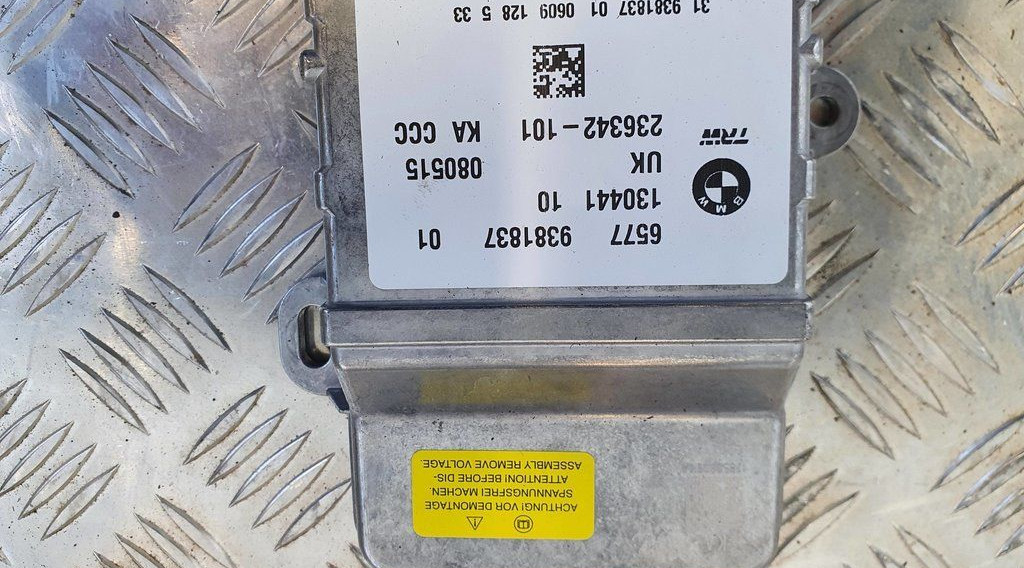 ACHTUNG! VOR DEMONTAGE
SPANNUNGSFREI MACHEN.
ATTENTION! BEFORE DIS-
ASSEMBLY REMOVE VOLTAGE.
6577 9381837 01
130441 10
UK 080515
236342-101 KA CCC
BMW
TRW
31 9381837 01 0609 128 5 33